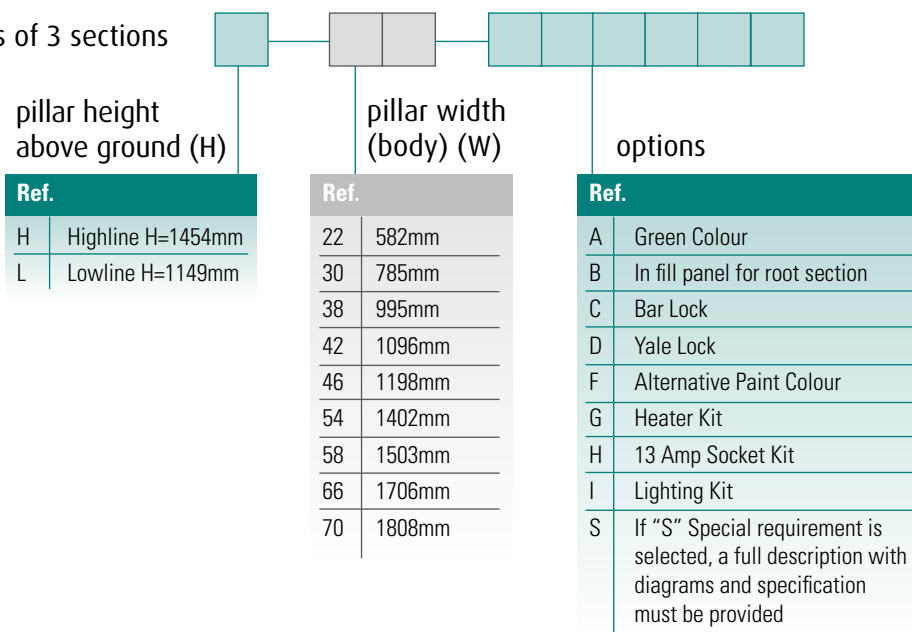 s of 3 sections
pillar height
above ground (H)
Ref.
H Highline H=1454mm
L Lowline H=1149mm
pillar width
(body) (W)
Ref.
22 582mm
30 785mm
38 995mm
42 1096mm
46 1198mm
54 1402mm
58 1503mm
66 1706mm
70 1808mm
options
Ref.
A Green Colour
B In fill panel for root section
C Bar Lock
D Yale Lock
F Alternative Paint Colour
G Heater Kit
H 13 Amp Socket Kit
I Lighting Kit
S If “S” Special requirement is
selected, a full description with
diagrams and specification
must be provided